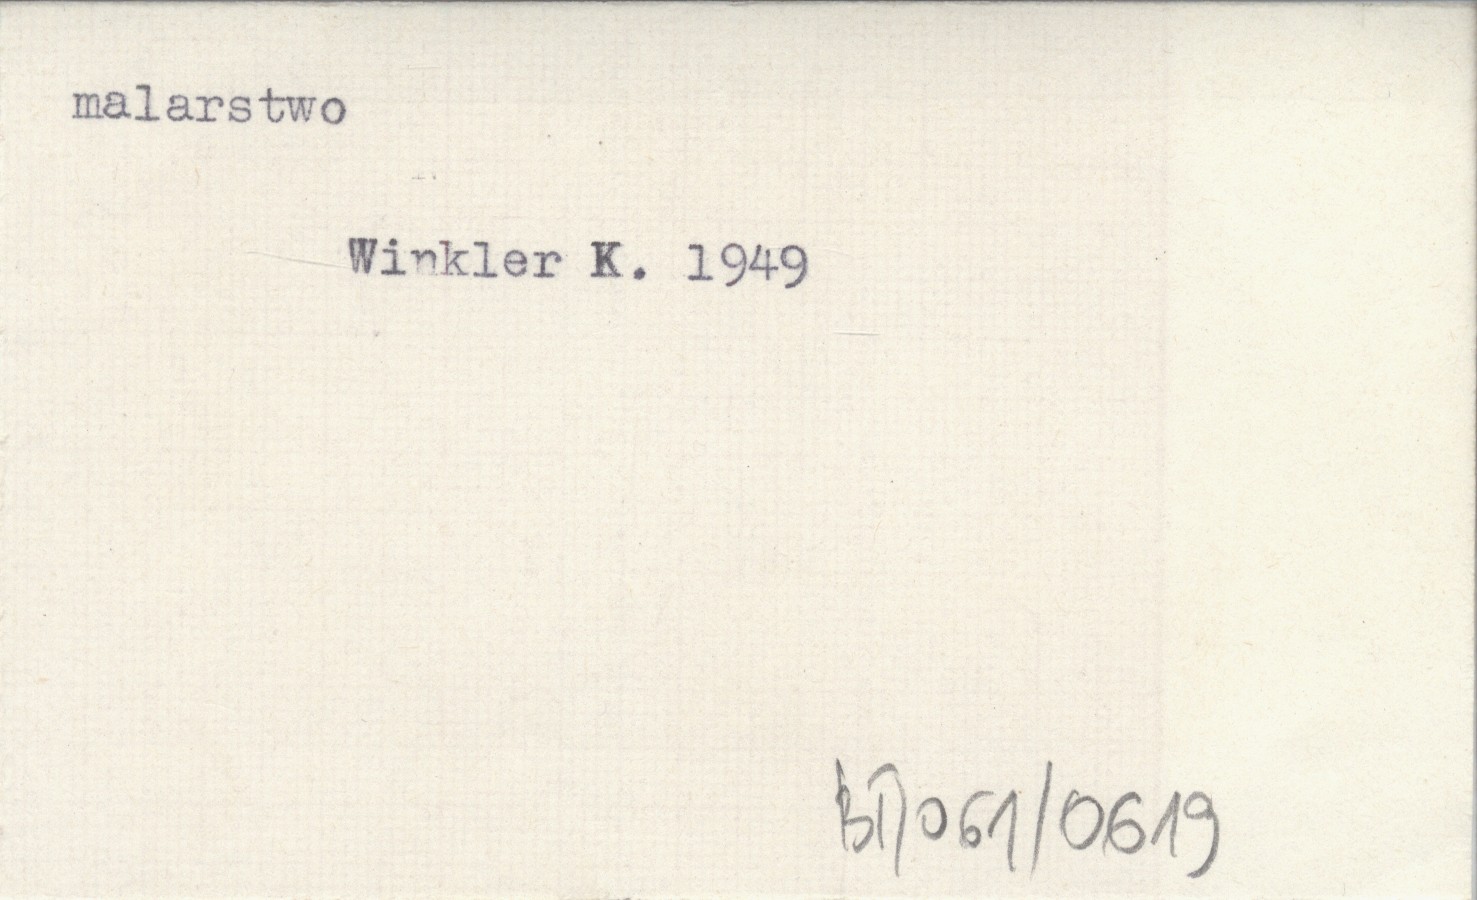 malarstwo
Winkler K. 1949
BT/061/0619